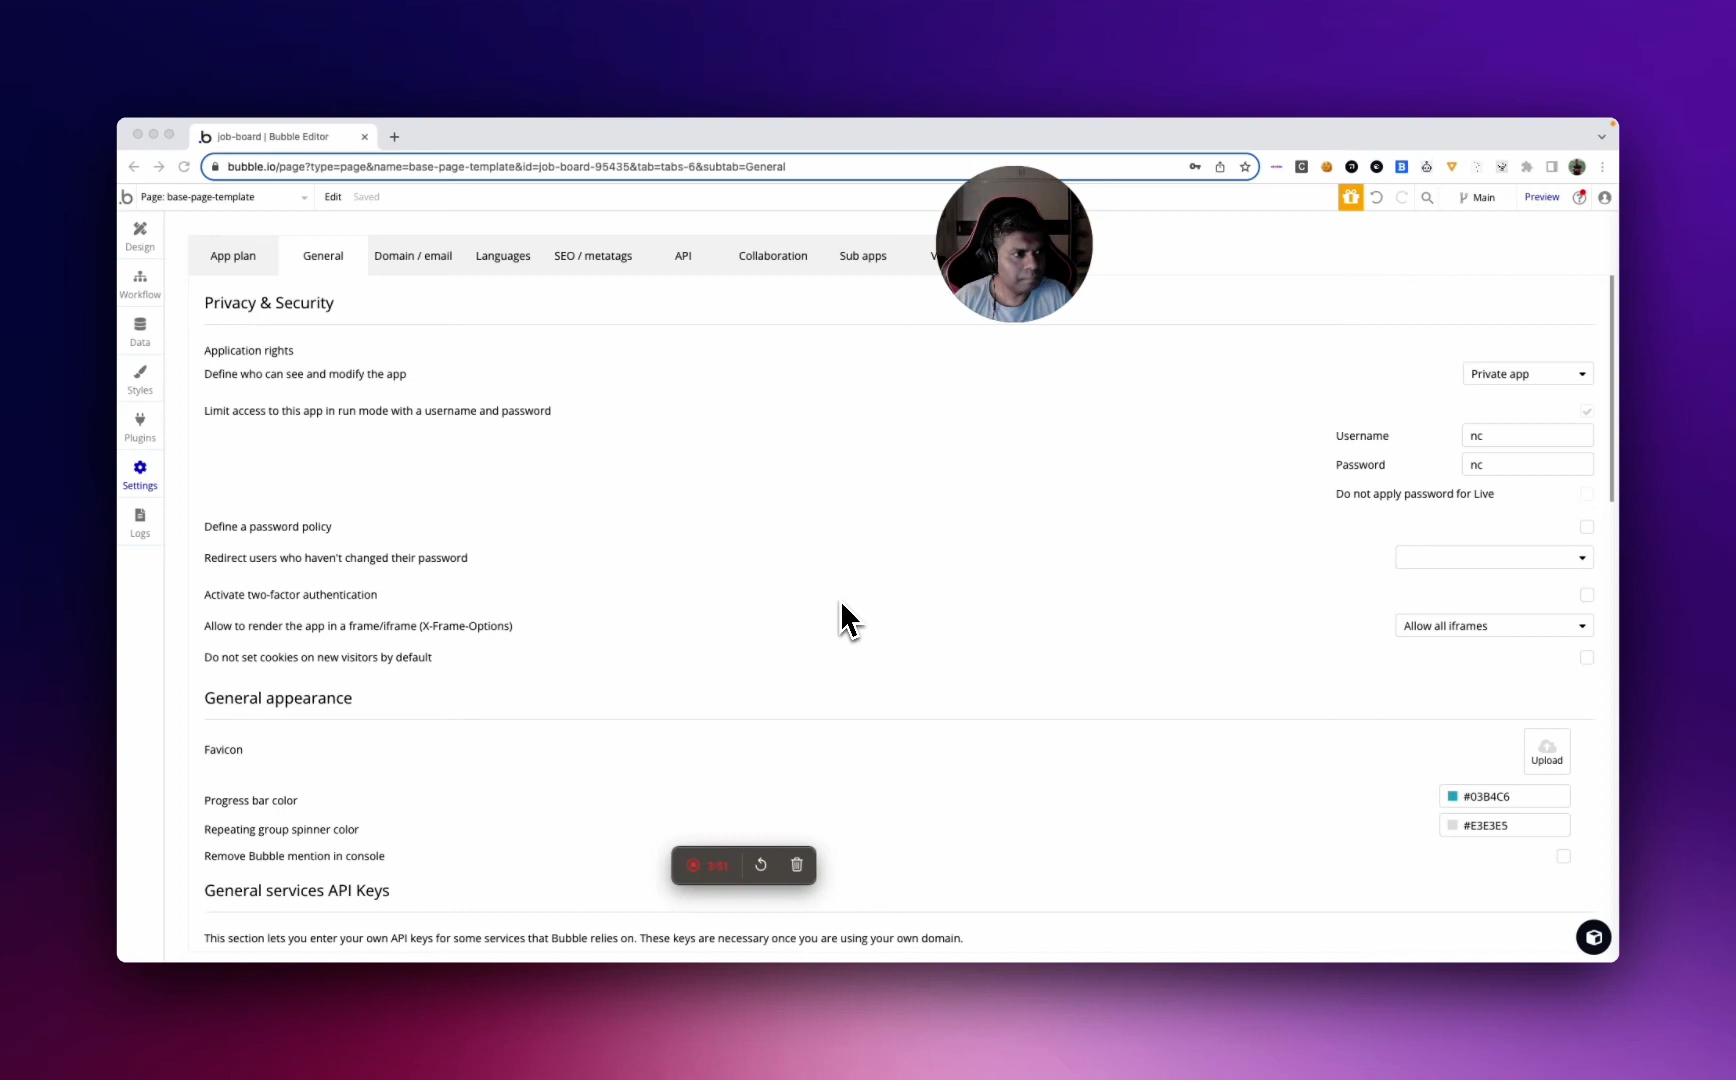 job-board | Bubble Editor
bubble.io/page?type=page&name=base-page-template&id=job-board-95435&tab=tabs-6&subtab=General
Page: base-page-template Edit Saved Main Preview
Design
Workflow
Data
Styles
Plugins
Settings
Logs
App plan General Domain / email Languages SEO / metatags API Collaboration Sub apps
Privacy & Security
Application rights
Define who can see and modify the app Private app
Limit access to this app in run mode with a username and password
Username nc
Password nc
Do not apply password for Live
Define a password policy
Redirect users who haven't changed their password
Activate two-factor authentication
Allow to render the app in a frame/iframe (X-Frame-Options) Allow all iframes
Do not set cookies on new visitors by default
General appearance
Favicon Upload
Progress bar color #03B4C6
Repeating group spinner color #E3E3E5
Remove Bubble mention in console
General services API Keys
This section lets you enter your own API keys for some services that Bubble relies on. These keys are necessary once you are using your own domain.